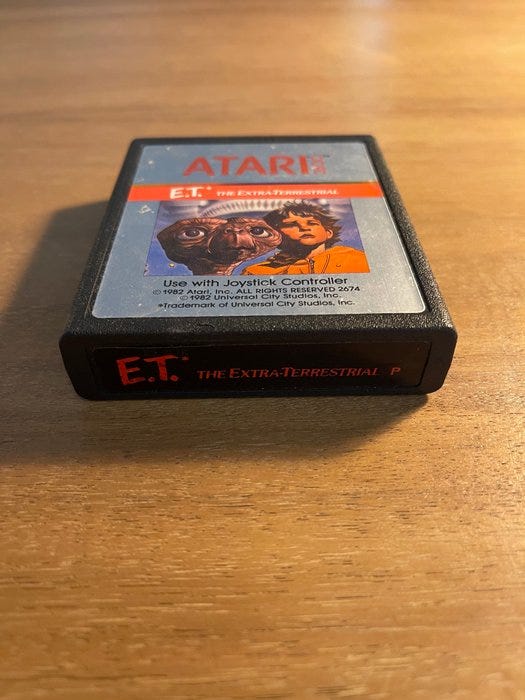 ATARI 2600™
E.T.* THE EXTRA-TERRESTRIAL
Use with Joystick Controller
©1982 Atari, Inc. ALL RIGHTS RESERVED 2674
©1982 Universal City Studios, Inc.
*Trademark of Universal City Studios, Inc.
E.T.* THE EXTRA-TERRESTRIAL P